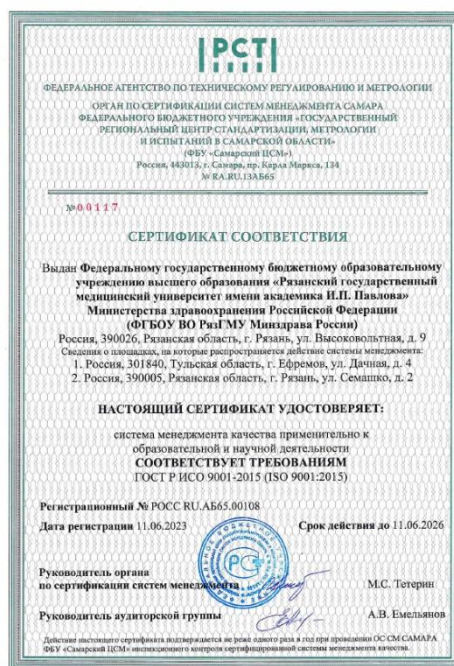 РСТ
ФЕДЕРАЛЬНОЕ АГЕНТСТВО ПО ТЕХНИЧЕСКОМУ РЕГУЛИРОВАНИЮ И МЕТРОЛОГИИ
ОРГАН ПО СЕРТИФИКАЦИИ СИСТЕМ МЕНЕДЖМЕНТА САМАРА
ФЕДЕРАЛЬНОГО БЮДЖЕТНОГО УЧРЕЖДЕНИЯ «ГОСУДАРСТВЕННЫЙ
РЕГИОНАЛЬНЫЙ ЦЕНТР СТАНДАРТИЗАЦИИ, МЕТРОЛОГИИ
И ИСПЫТАНИЙ В САМАРСКОЙ ОБЛАСТИ»
(ФБУ «Самарский ЦСМ»)
Россия, 443013, г. Самара, пр. Карла Маркса, 134
№ RA.RU.13АБ65
№00117
СЕРТИФИКАТ СООТВЕТСТВИЯ
Выдан Федеральному государственному бюджетному образовательному
учреждению высшего образования «Рязанский государственный
медицинский университет имени академика И.П. Павлова»
Министерства здравоохранения Российской Федерации
(ФГБОУ ВО РязГМУ Минздрава России)
Россия, 390026, Рязанская область, г. Рязань, ул. Высоковольтная, д. 9
Сведения о площадках, на которые распространяется действие системы менеджмента:
1. Россия, 301840, Тульская область, г. Ефремов, ул. Дачная, д. 4
2. Россия, 390005, Рязанская область, г. Рязань, ул. Семашко, д. 2
НАСТОЯЩИЙ СЕРТИФИКАТ УДОСТОВЕРЯЕТ:
система менеджмента качества применительно к
образовательной и научной деятельности
СООТВЕТСТВУЕТ ТРЕБОВАНИЯМ
ГОСТ Р ИСО 9001-2015 (ISO 9001:2015)
Регистрационный № РОСС RU.АБ65.00108
Дата регистрации 11.06.2023 Срок действия до 11.06.2026
Руководитель органа
по сертификации систем менеджмента М.С. Тетерин
Руководитель аудиторской группы А.В. Емельянов
Действие настоящего сертификата подтверждается не реже одного раза в год при проведении ОС СМ САМАРА
ФБУ «Самарский ЦСМ» инспекционного контроля сертифицированной системы менеджмента качества.